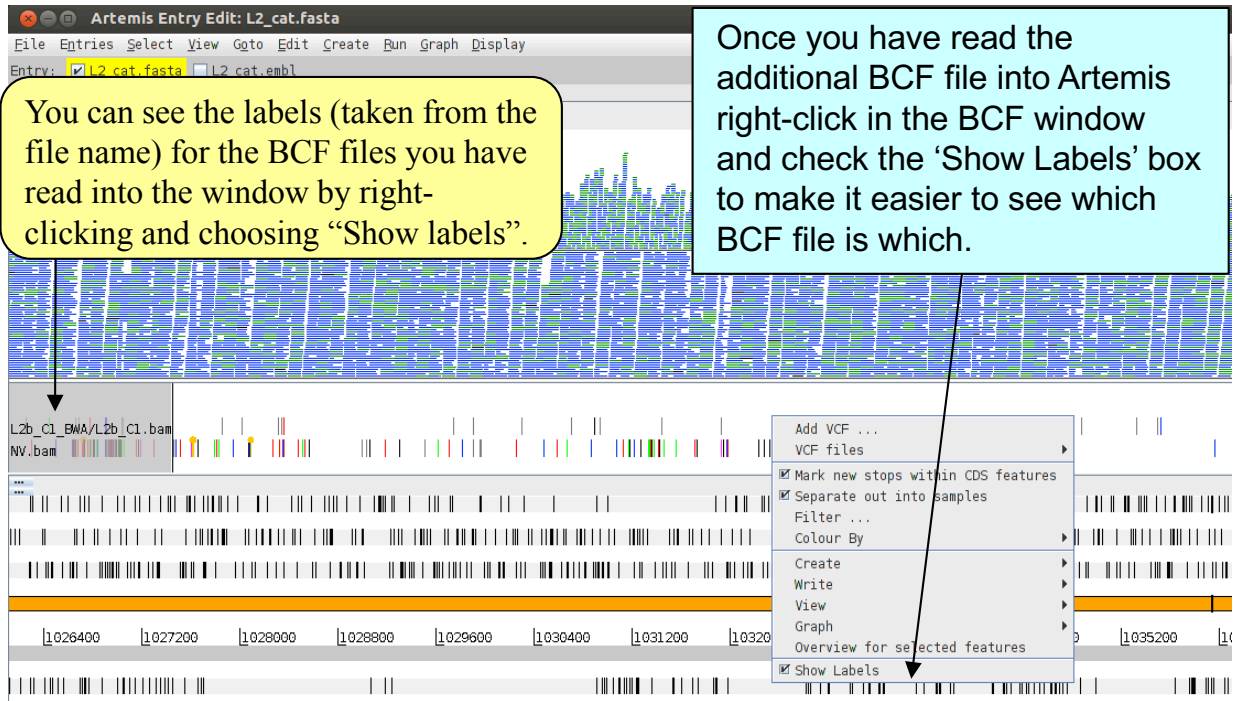 Artemis Entry Edit: L2_cat.fasta
File Entries Select View Goto Edit Create Run Graph Display
Entry: L2_cat.fasta L2_cat.embl
You can see the labels (taken from the
file name) for the BCF files you have
read into the window by right-
clicking and choosing “Show labels”.
Once you have read the
additional BCF file into Artemis
right-click in the BCF window
and check the ‘Show Labels’ box
to make it easier to see which
BCF file is which.
L2b_C1_BWA/L2b_C1.bam
NV.bam
Add VCF ...
VCF files
Mark new stops within CDS features
Separate out into samples
Filter ...
Colour By
Create
Write
View
Graph
Overview for selected features
Show Labels
1026400 1027200 1028000 1028800 1029600 1030400 1031200 10320 1035200